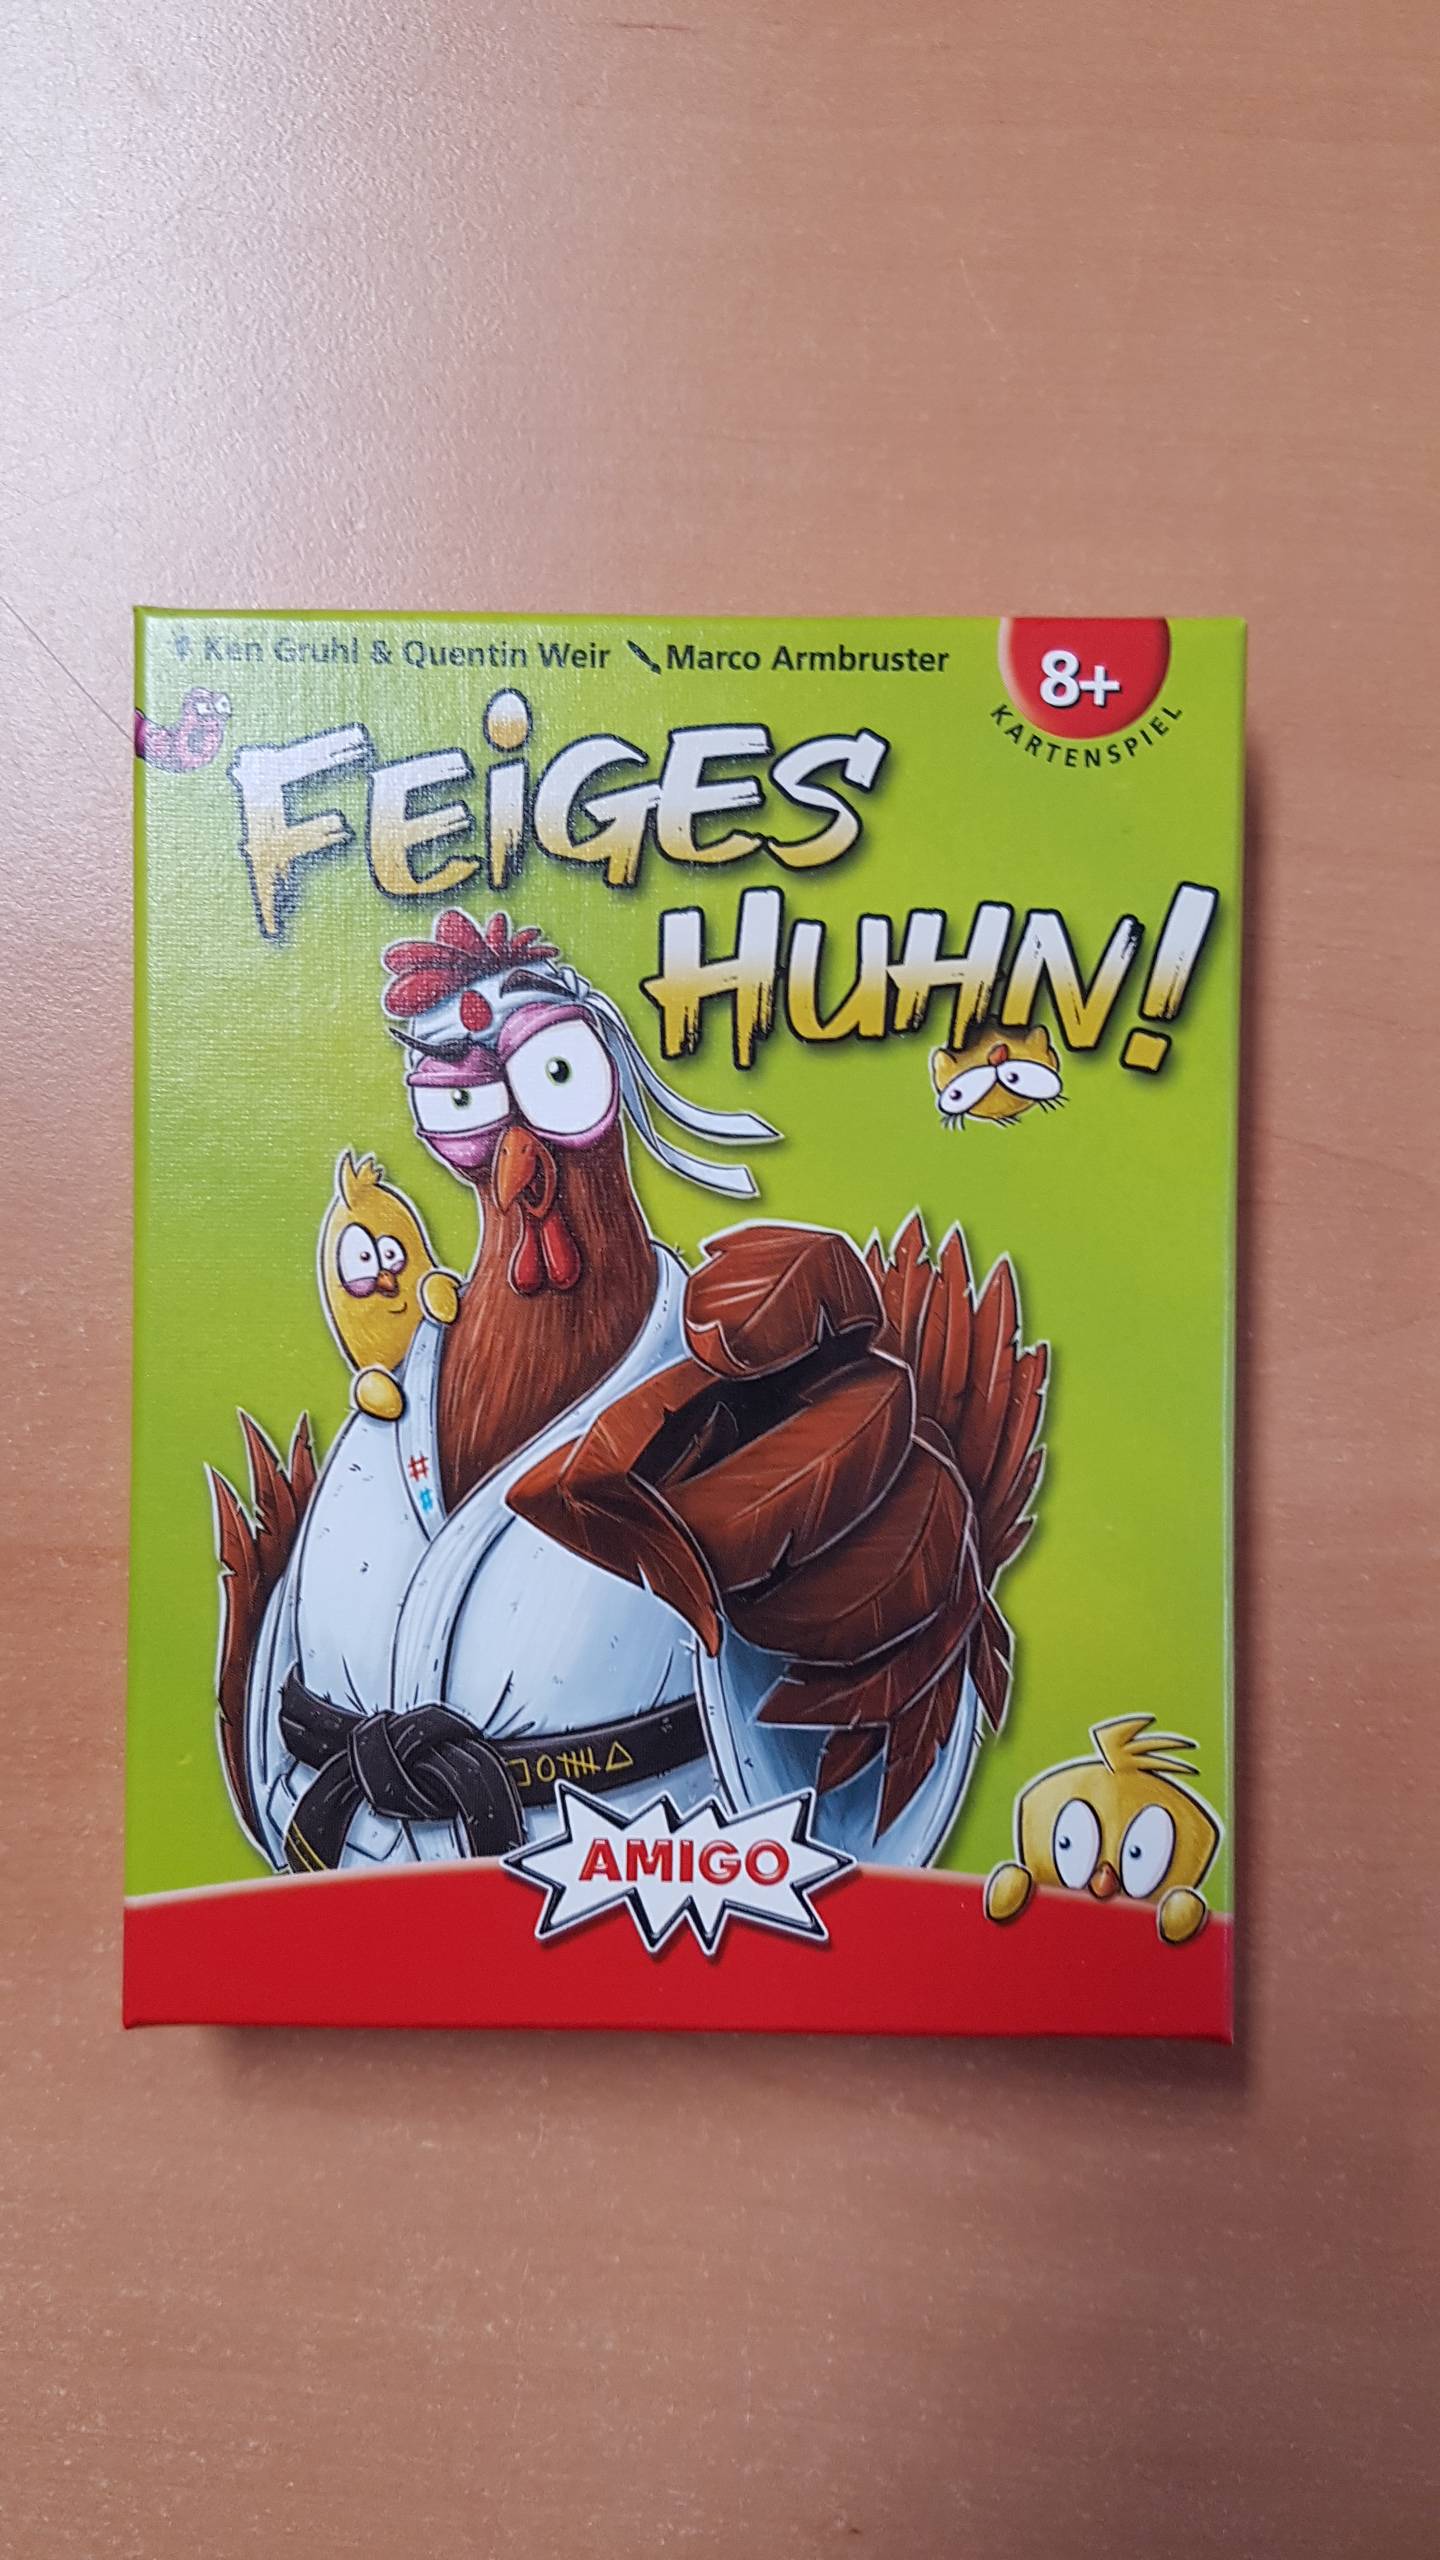 Ken Gruhl & Quentin Weir Marco Armbruster
8+
KARTENSPIEL
FEiGES
HUHN!
AMIGO